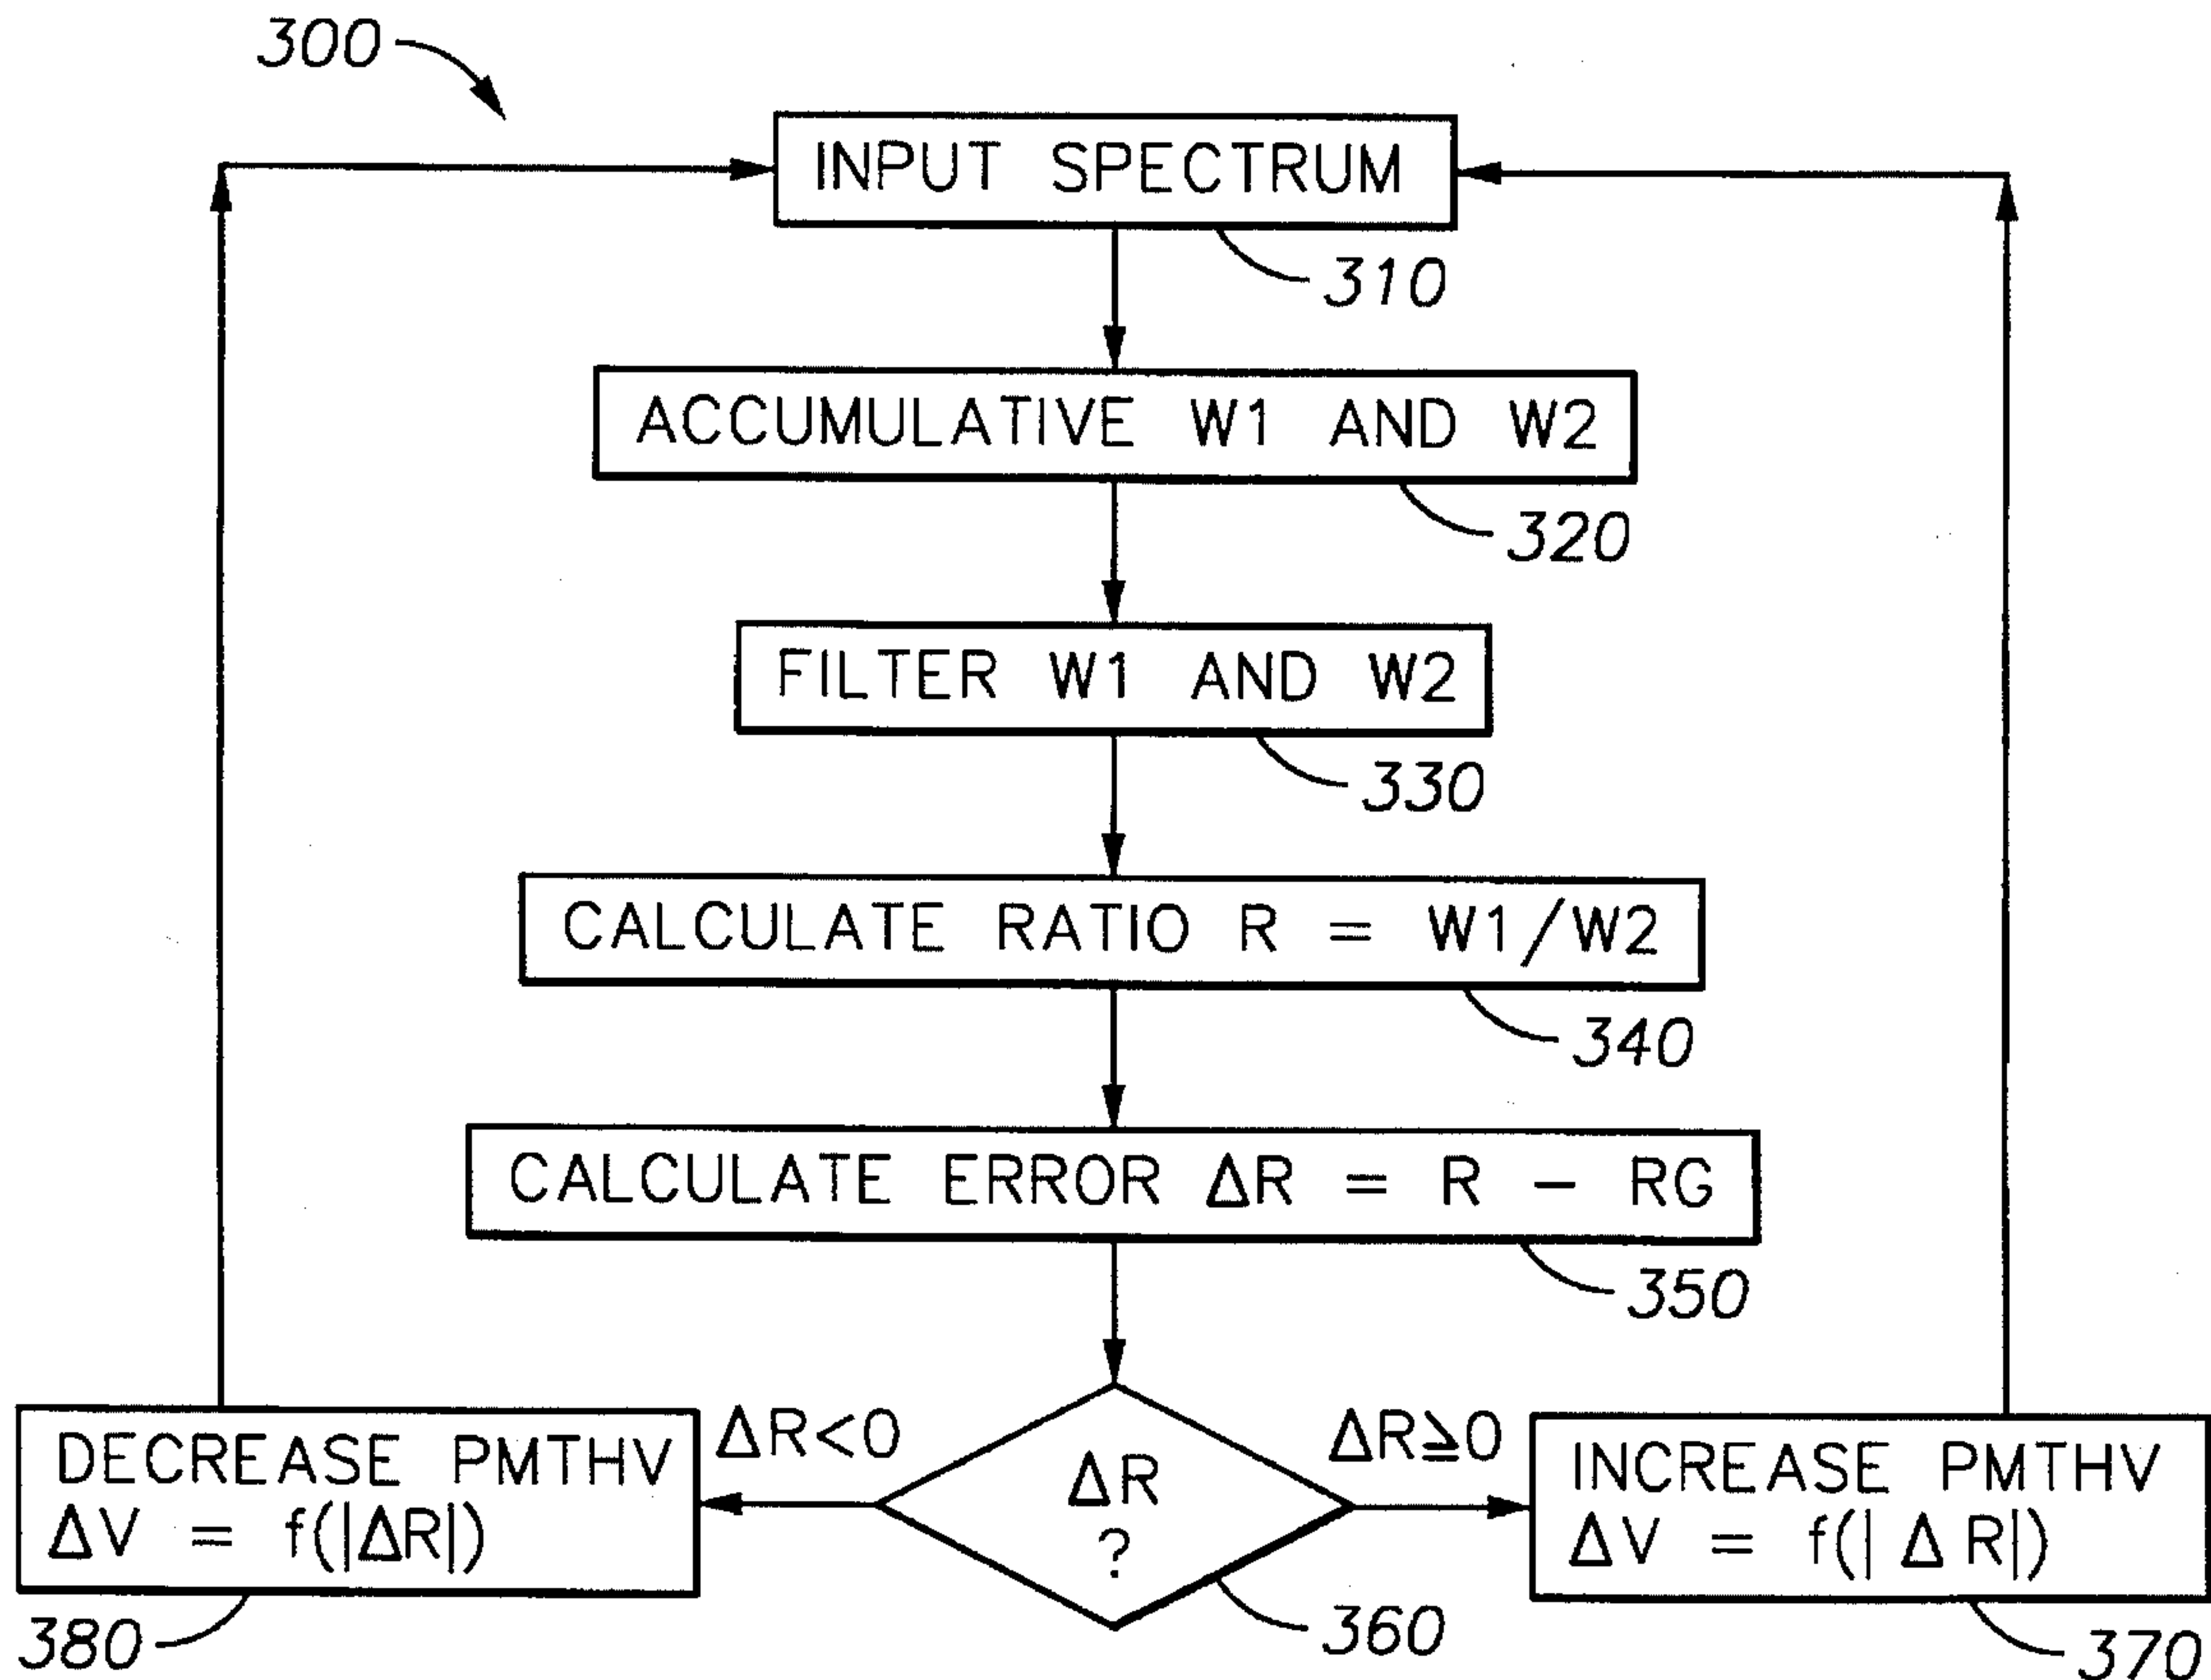 300
INPUT SPECTRUM
310
ACCUMULATIVE W1 AND W2
320
FILTER W1 AND W2
330
CALCULATE RATIO R = W1/W2
340
CALCULATE ERROR ΔR = R − RG
350
ΔR<0
ΔR
?
ΔR≧0
360
DECREASE PMTHV
ΔV = f(|ΔR|)
380
INCREASE PMTHV
ΔV = f(| Δ R|)
370